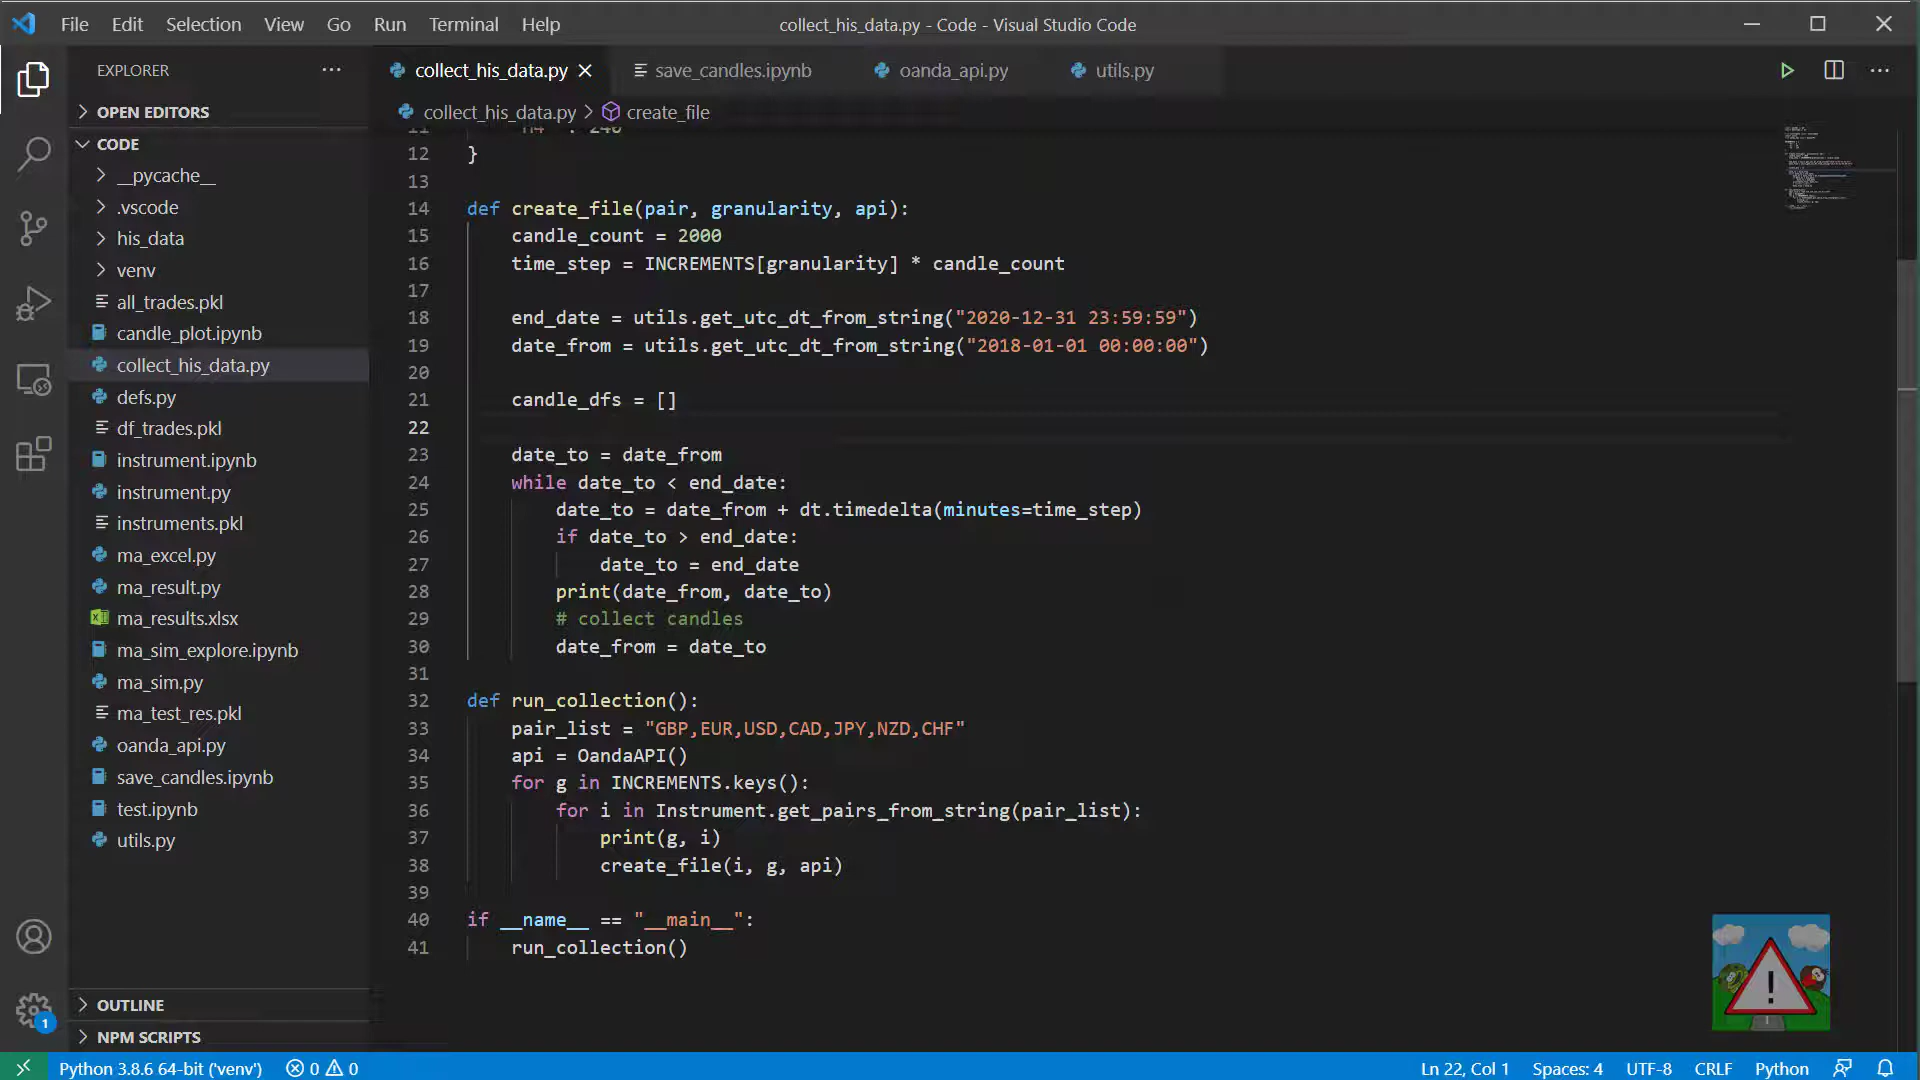 File Edit Selection View Go Run Terminal Help
collect_his_data.py - Code - Visual Studio Code
EXPLORER
collect_his_data.py
save_candles.ipynb
oanda_api.py
utils.py
OPEN EDITORS
collect_his_data.py > create_file
CODE
__pycache__
.vscode
his_data
venv
all_trades.pkl
candle_plot.ipynb
collect_his_data.py
defs.py
df_trades.pkl
instrument.ipynb
instrument.py
instruments.pkl
ma_excel.py
ma_result.py
ma_results.xlsx
ma_sim_explore.ipynb
ma_sim.py
ma_test_res.pkl
oanda_api.py
save_candles.ipynb
test.ipynb
utils.py
OUTLINE
NPM SCRIPTS
12 }
13
14 def create_file(pair, granularity, api):
15 candle_count = 2000
16 time_step = INCREMENTS[granularity] * candle_count
17
18 end_date = utils.get_utc_dt_from_string("2020-12-31 23:59:59")
19 date_from = utils.get_utc_dt_from_string("2018-01-01 00:00:00")
20
21 candle_dfs = []
22
23 date_to = date_from
24 while date_to < end_date:
25 date_to = date_from + dt.timedelta(minutes=time_step)
26 if date_to > end_date:
27 date_to = end_date
28 print(date_from, date_to)
29 # collect candles
30 date_from = date_to
31
32 def run_collection():
33 pair_list = "GBP,EUR,USD,CAD,JPY,NZD,CHF"
34 api = OandaAPI()
35 for g in INCREMENTS.keys():
36 for i in Instrument.get_pairs_from_string(pair_list):
37 print(g, i)
38 create_file(i, g, api)
39
40 if __name__ == "__main__":
41 run_collection()
1
Python 3.8.6 64-bit ('venv') 0 0
Ln 22, Col 1 Spaces: 4 UTF-8 CRLF Python